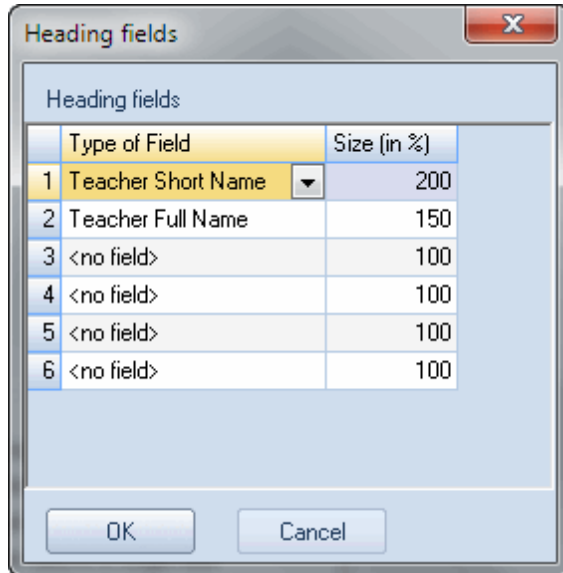 Heading fields
Heading fields
Type of Field Size (in %)
1 Teacher Short Name 200
2 Teacher Full Name 150
3 <no field> 100
4 <no field> 100
5 <no field> 100
6 <no field> 100
OK Cancel